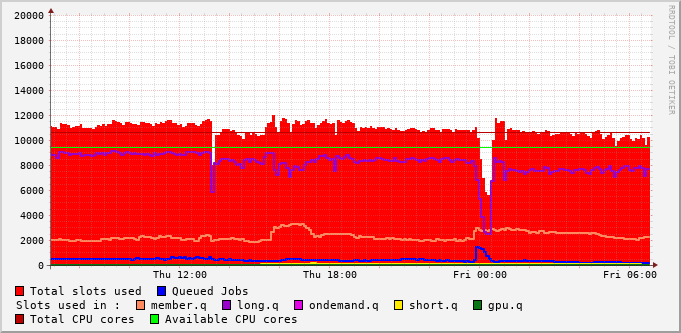 RRDTOOL / TOBI OETIKER
20000
18000
16000
14000
12000
10000
8000
6000
4000
2000
0
Thu 12:00 Thu 18:00 Fri 00:00 Fri 06:00
Total slots used Queued Jobs
Slots used in : member.q long.q ondemand.q short.q gpu.q
Total CPU cores Available CPU cores